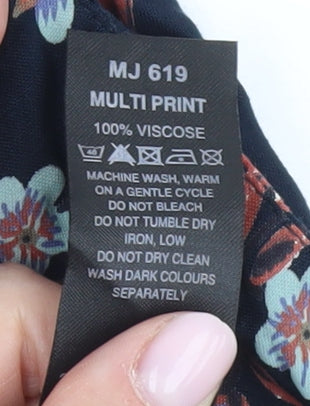 MJ 619
MULTI PRINT
100% VISCOSE
40
MACHINE WASH, WARM
ON A GENTLE CYCLE
DO NOT BLEACH
DO NOT TUMBLE DRY
IRON, LOW
DO NOT DRY CLEAN
WASH DARK COLOURS
SEPARATELY